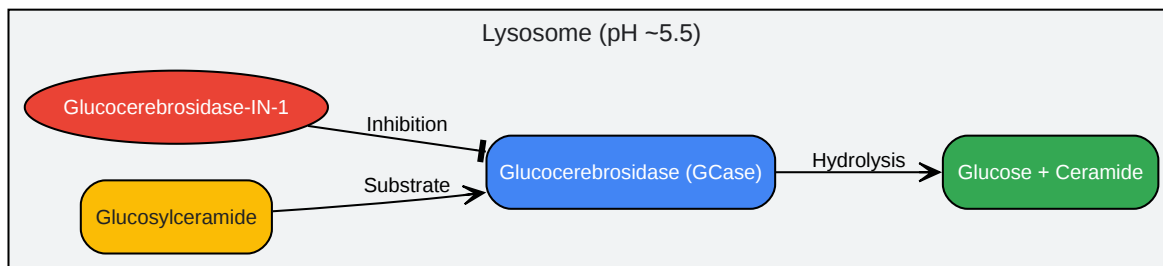 Lysosome (pH ~5.5)
Glucocerebrosidase-IN-1
Inhibition
Glucocerebrosidase (GCase)
Hydrolysis
Glucose + Ceramide
Substrate
Glucosylceramide